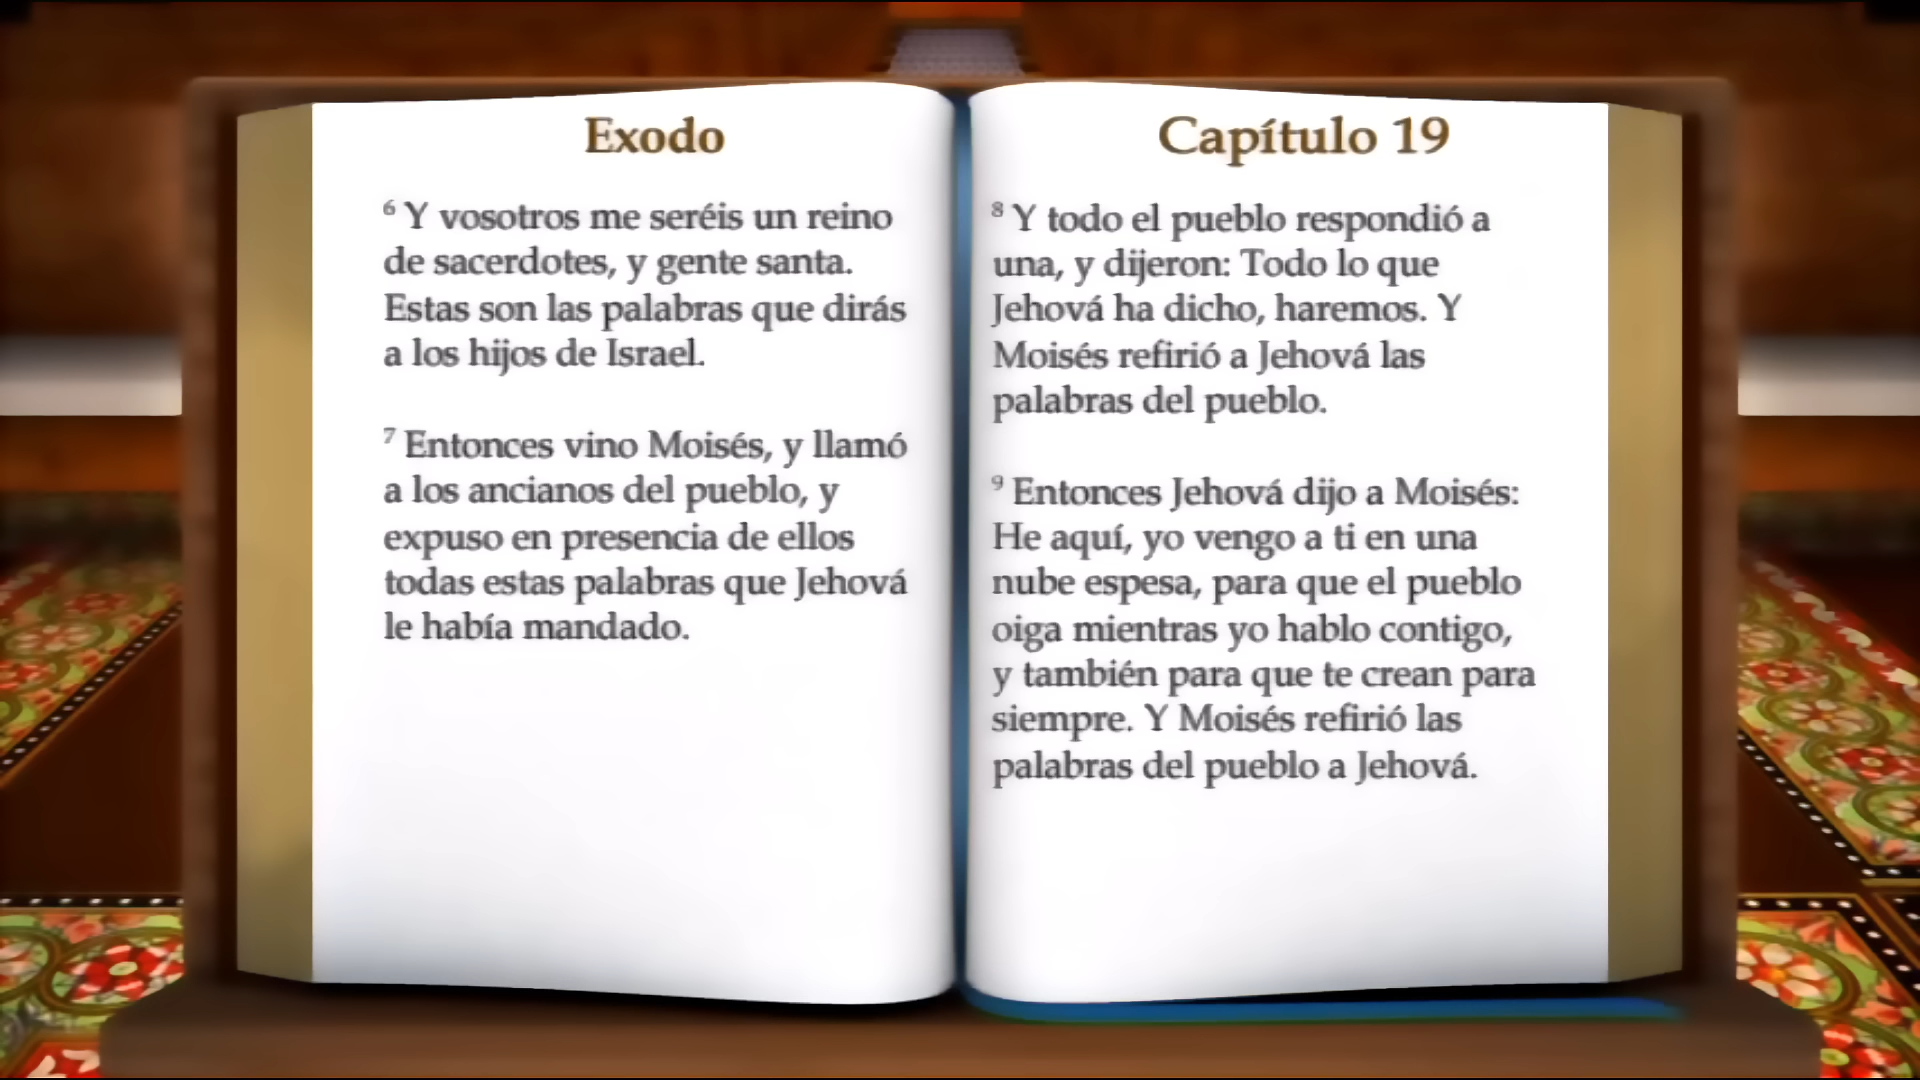 Exodo
6 Y vosotros me seréis un reino
de sacerdotes, y gente santa.
Estas son las palabras que dirás
a los hijos de Israel.
7 Entonces vino Moisés, y llamó
a los ancianos del pueblo, y
expuso en presencia de ellos
todas estas palabras que Jehová
le había mandado.
Capítulo 19
8 Y todo el pueblo respondió a
una, y dijeron: Todo lo que
Jehová ha dicho, haremos. Y
Moisés refirió a Jehová las
palabras del pueblo.
9 Entonces Jehová dijo a Moisés:
He aquí, yo vengo a ti en una
nube espesa, para que el pueblo
oiga mientras yo hablo contigo,
y también para que te crean para
siempre. Y Moisés refirió las
palabras del pueblo a Jehová.